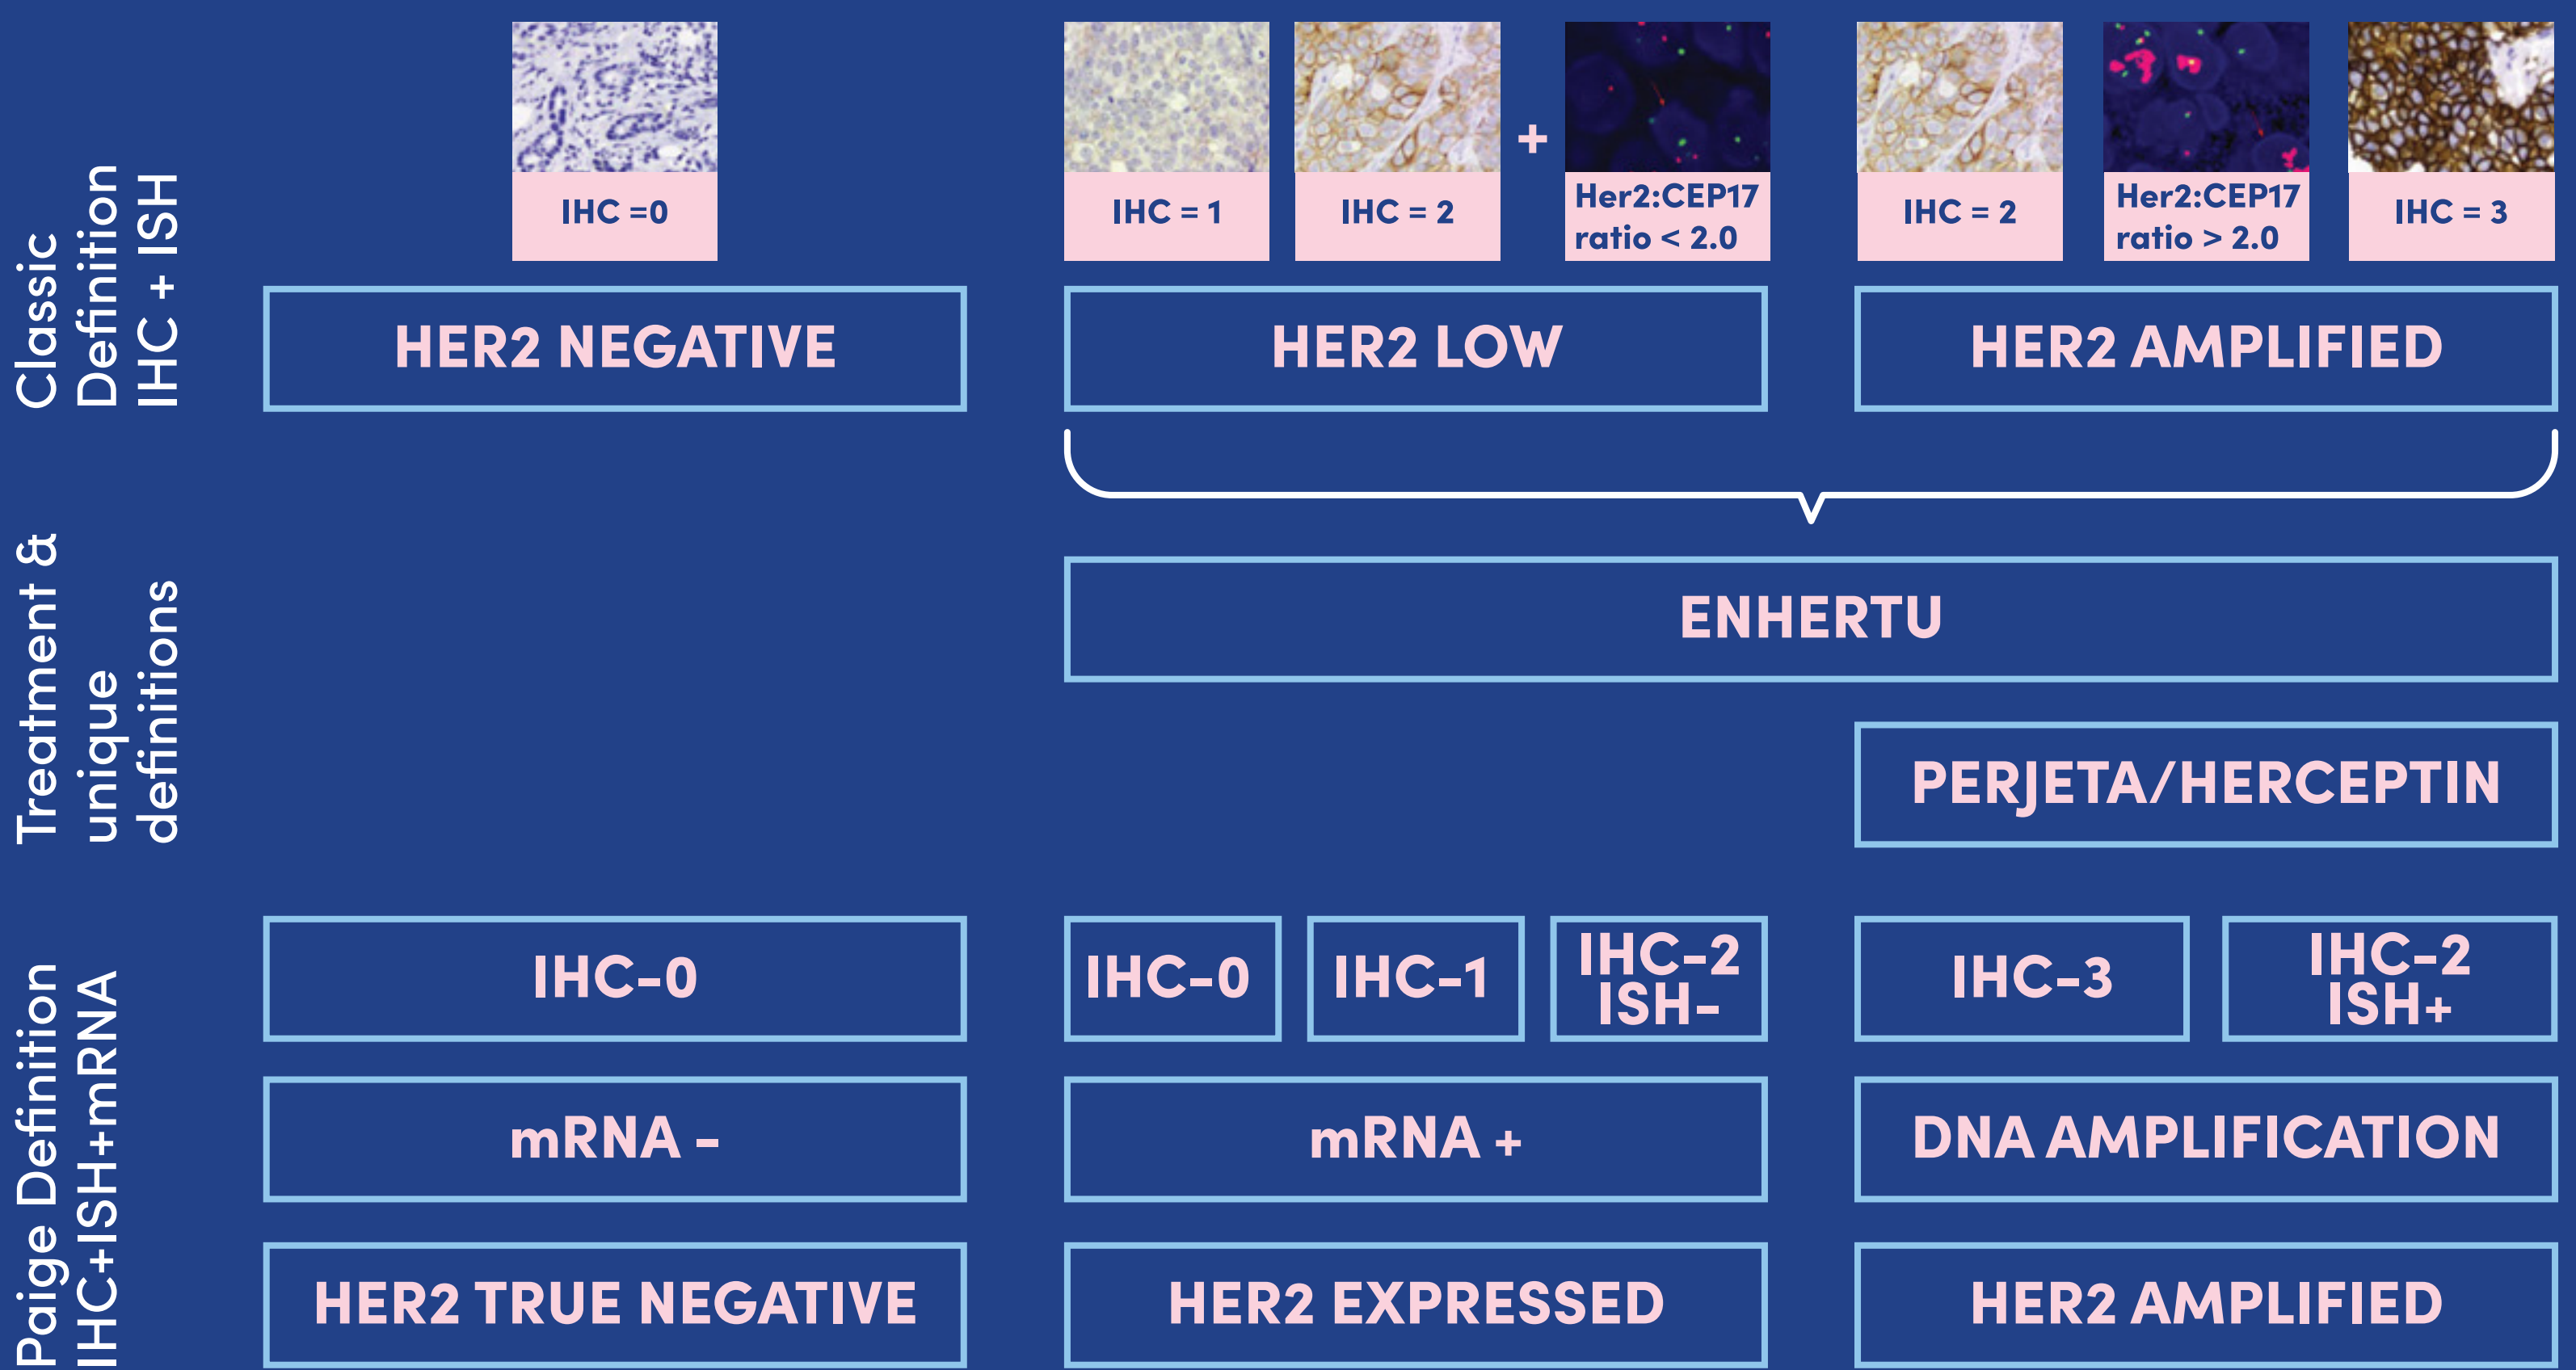 Classic
Definition
IHC + ISH
IHC =0
IHC = 1
IHC = 2
+
Her2:CEP17
ratio < 2.0
IHC = 2
Her2:CEP17
ratio > 2.0
IHC = 3
HER2 NEGATIVE
HER2 LOW
HER2 AMPLIFIED
Treatment &
unique
definitions
ENHERTU
PERJETA/HERCEPTIN
Paige Definition
IHC+ISH+mRNA
IHC-0
IHC-0
IHC-1
IHC-2
ISH-
IHC-3
IHC-2
ISH+
mRNA -
mRNA +
DNA AMPLIFICATION
HER2 TRUE NEGATIVE
HER2 EXPRESSED
HER2 AMPLIFIED